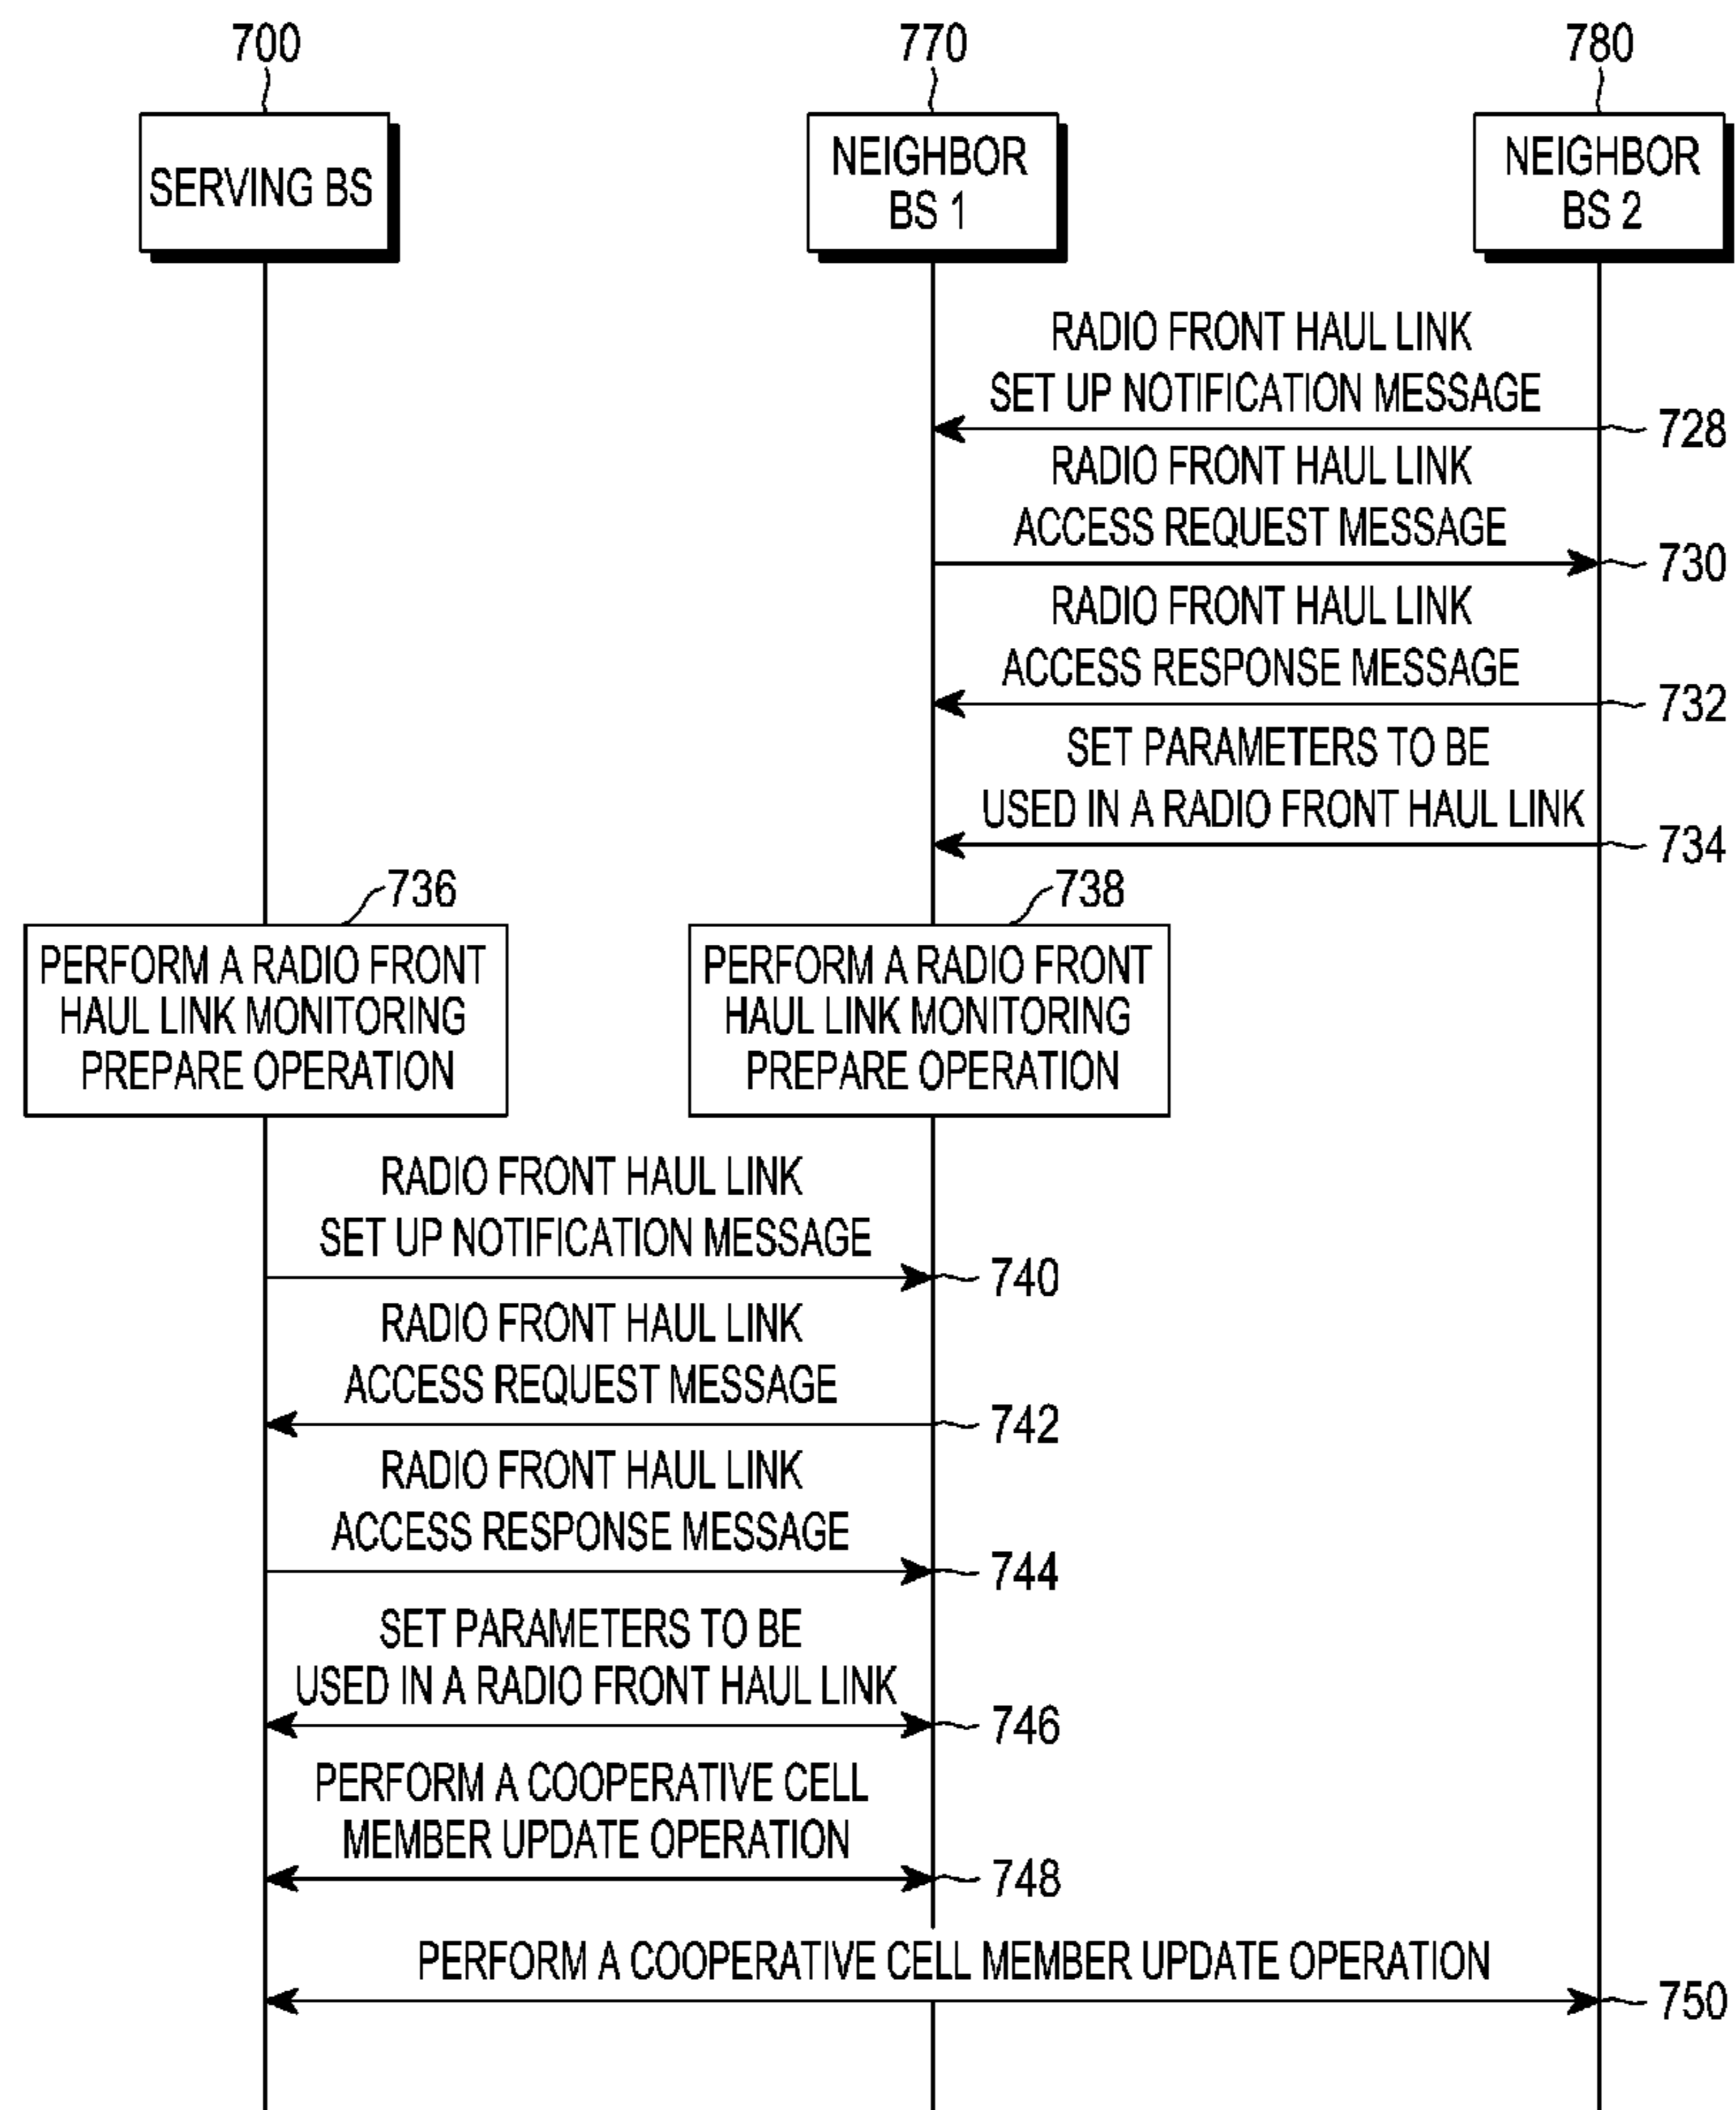 700
770
780
SERVING BS
NEIGHBOR
BS 1
NEIGHBOR
BS 2
RADIO FRONT HAUL LINK
SET UP NOTIFICATION MESSAGE
728
RADIO FRONT HAUL LINK
ACCESS REQUEST MESSAGE
730
RADIO FRONT HAUL LINK
ACCESS RESPONSE MESSAGE
732
SET PARAMETERS TO BE
USED IN A RADIO FRONT HAUL LINK
734
736
PERFORM A RADIO FRONT
HAUL LINK MONITORING
PREPARE OPERATION
738
PERFORM A RADIO FRONT
HAUL LINK MONITORING
PREPARE OPERATION
RADIO FRONT HAUL LINK
SET UP NOTIFICATION MESSAGE
740
RADIO FRONT HAUL LINK
ACCESS REQUEST MESSAGE
742
RADIO FRONT HAUL LINK
ACCESS RESPONSE MESSAGE
744
SET PARAMETERS TO BE
USED IN A RADIO FRONT HAUL LINK
746
PERFORM A COOPERATIVE CELL
MEMBER UPDATE OPERATION
748
PERFORM A COOPERATIVE CELL MEMBER UPDATE OPERATION
750